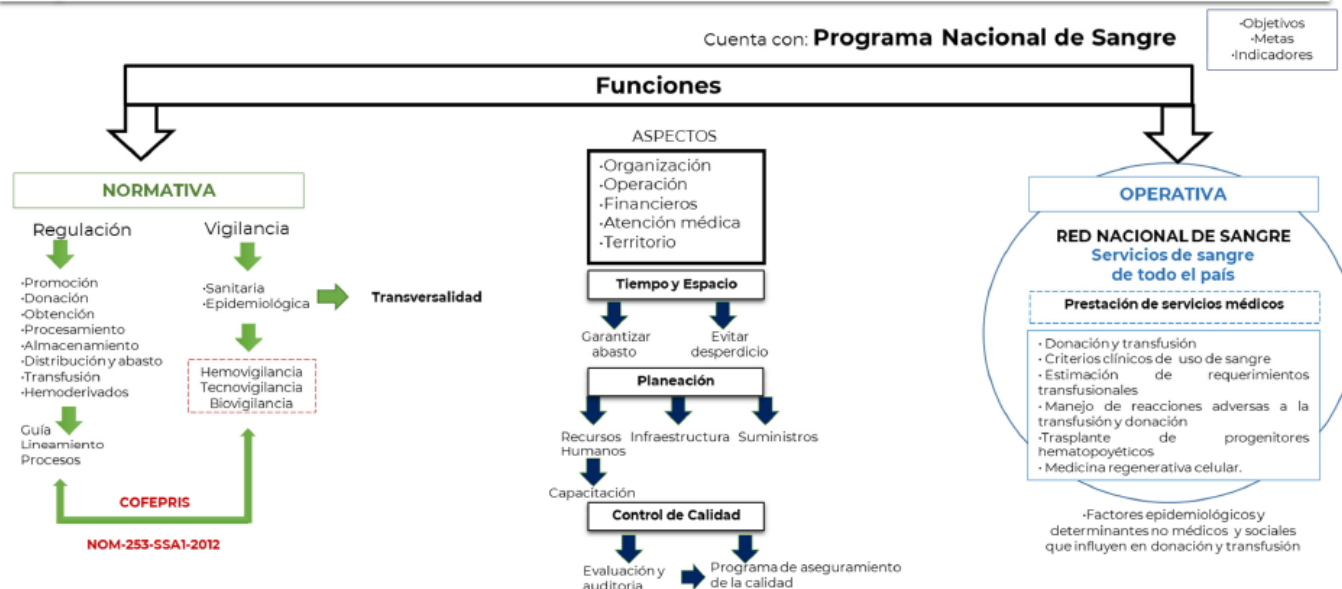 Cuenta con: Programa Nacional de Sangre
·Objetivos
·Metas
·Indicadores
Funciones
NORMATIVA
Regulación
·Promoción
·Donación
·Obtención
·Procesamiento
·Almacenamiento
·Distribución y abasto
·Transfusión
·Hemoderivados
Guía
Lineamiento
Procesos
Vigilancia
·Sanitaria
·Epidemiológica
Transversalidad
Hemovigilancia
Tecnovigilancia
Biovigilancia
COFEPRIS
NOM-253-SSA1-2012
ASPECTOS
·Organización
·Operación
·Financieros
·Atención médica
·Territorio
Tiempo y Espacio
Garantizar
abasto
Evitar
desperdicio
Planeación
Recursos
Humanos
Infraestructura
Suministros
Capacitación
Control de Calidad
Evaluación y
auditoria
Programa de aseguramiento
de la calidad
OPERATIVA
RED NACIONAL DE SANGRE
Servicios de sangre
de todo el país
Prestación de servicios médicos
· Donación y transfusión
· Criterios clínicos de uso de sangre
· Estimación de requerimientos
transfusionales
· Manejo de reacciones adversas a la
transfusión y donación
·Trasplante de progenitores
hematopoyéticos
· Medicina regenerativa celular.
·Factores epidemiológicos y
determinantes no médicos y sociales
que influyen en donación y transfusión